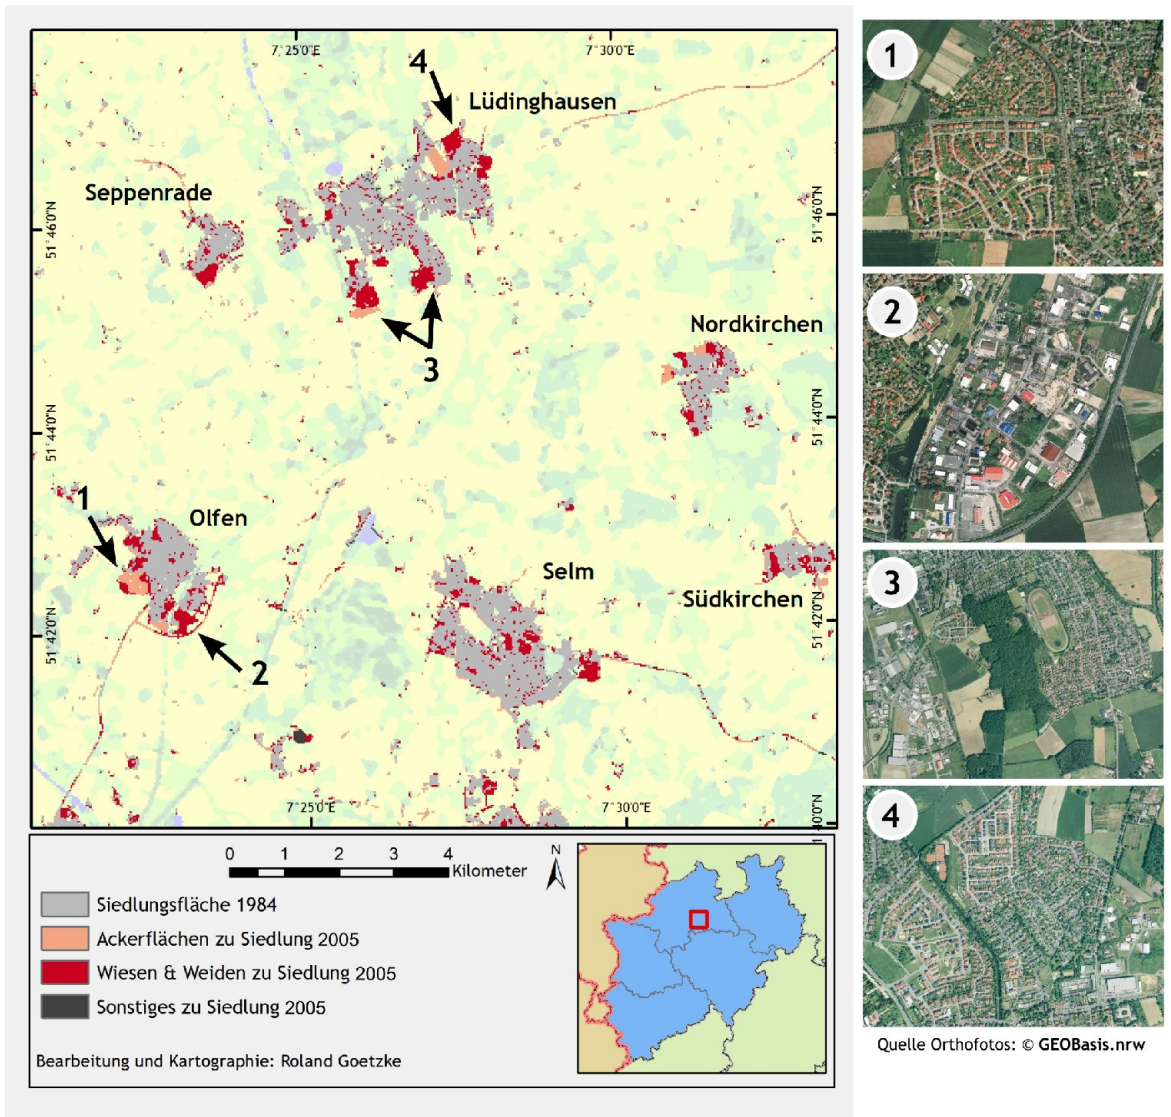 7°25'0"E
7°30'0"E
4
Lüdinghausen
Seppenrade
51°46'0"N
51°46'0"N
3
Nordkirchen
51°44'0"N
51°44'0"N
1
Olfen
Selm
Südkirchen
51°42'0"N
51°42'0"N
2
7°25'0"E
7°30'0"E
0 1 2 3 4
Kilometer
N
Siedlungsfläche 1984
Ackerflächen zu Siedlung 2005
Wiesen & Weiden zu Siedlung 2005
Sonstiges zu Siedlung 2005
Bearbeitung und Kartographie: Roland Goetzke
1
2
3
4
Quelle Orthofotos: © GEOBasis.nrw